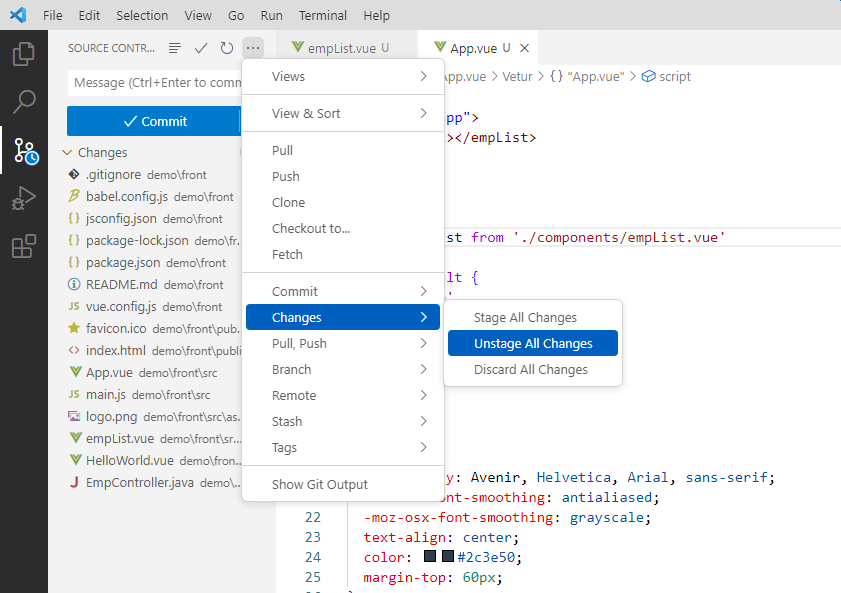 File Edit Selection View Go Run Terminal Help
SOURCE CONTR...
empList.vue U
App.vue U
Message (Ctrl+Enter to comm
Commit
Changes
.gitignore demo\front
babel.config.js demo\front
jsconfig.json demo\front
package-lock.json demo\fr...
package.json demo\front
README.md demo\front
JS vue.config.js demo\front
favicon.ico demo\front\pub...
index.html demo\front\publi
App.vue demo\front\src
JS main.js demo\front\src
logo.png demo\front\src\as...
empList.vue demo\front\sr...
HelloWorld.vue demo\fron...
J EmpController.java demo\...
Views
View & Sort
Pull
Push
Clone
Checkout to...
Fetch
Commit
Changes
Pull, Push
Branch
Remote
Stash
Tags
Show Git Output
Stage All Changes
Unstage All Changes
Discard All Changes
App.vue > Vetur > {} "App.vue" > script
pp">
></empList>
st from './components/empList.vue'
lt {
'
y: Avenir, Helvetica, Arial, sans-serif;
nt-smoothing: antialiased;
22 -moz-osx-font-smoothing: grayscale;
23 text-align: center;
24 color: #2c3e50;
25 margin-top: 60px;